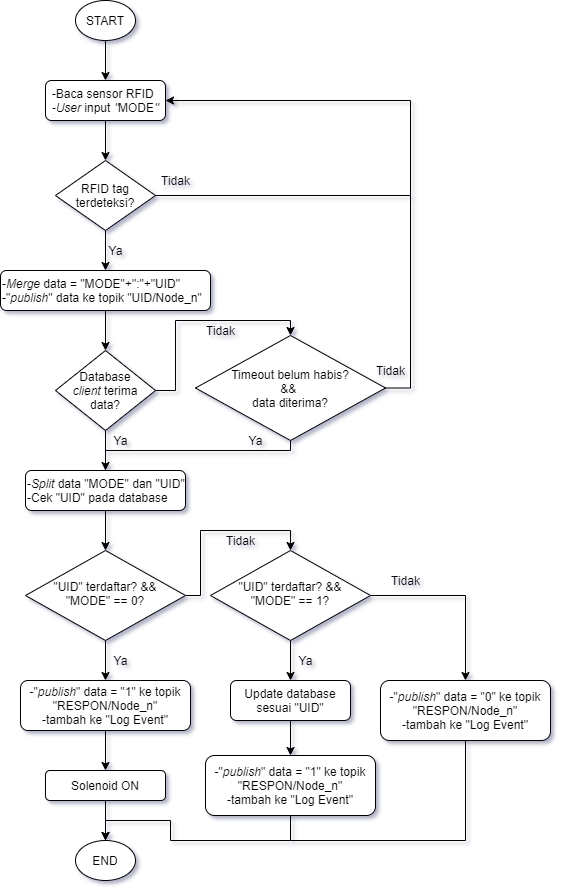 START
-Baca sensor RFID
-User input "MODE"
RFID tag
terdeteksi?
Tidak
Ya
-Merge data = "MODE"+":"+"UID"
-"publish" data ke topik "UID/Node_n"
Database
client terima
data?
Tidak
Timeout belum habis?
&&
data diterima?
Tidak
Ya
Ya
-Split data "MODE" dan "UID"
-Cek "UID" pada database
"UID" terdaftar? &&
"MODE" == 0?
Tidak
"UID" terdaftar? &&
"MODE" == 1?
Tidak
Ya
Ya
-"publish" data = "1" ke topik
"RESPON/Node_n"
-tambah ke "Log Event"
Update database
sesuai "UID"
-"publish" data = "0" ke topik
"RESPON/Node_n"
-tambah ke "Log Event"
Solenoid ON
-"publish" data = "1" ke topik
"RESPON/Node_n"
-tambah ke "Log Event"
END